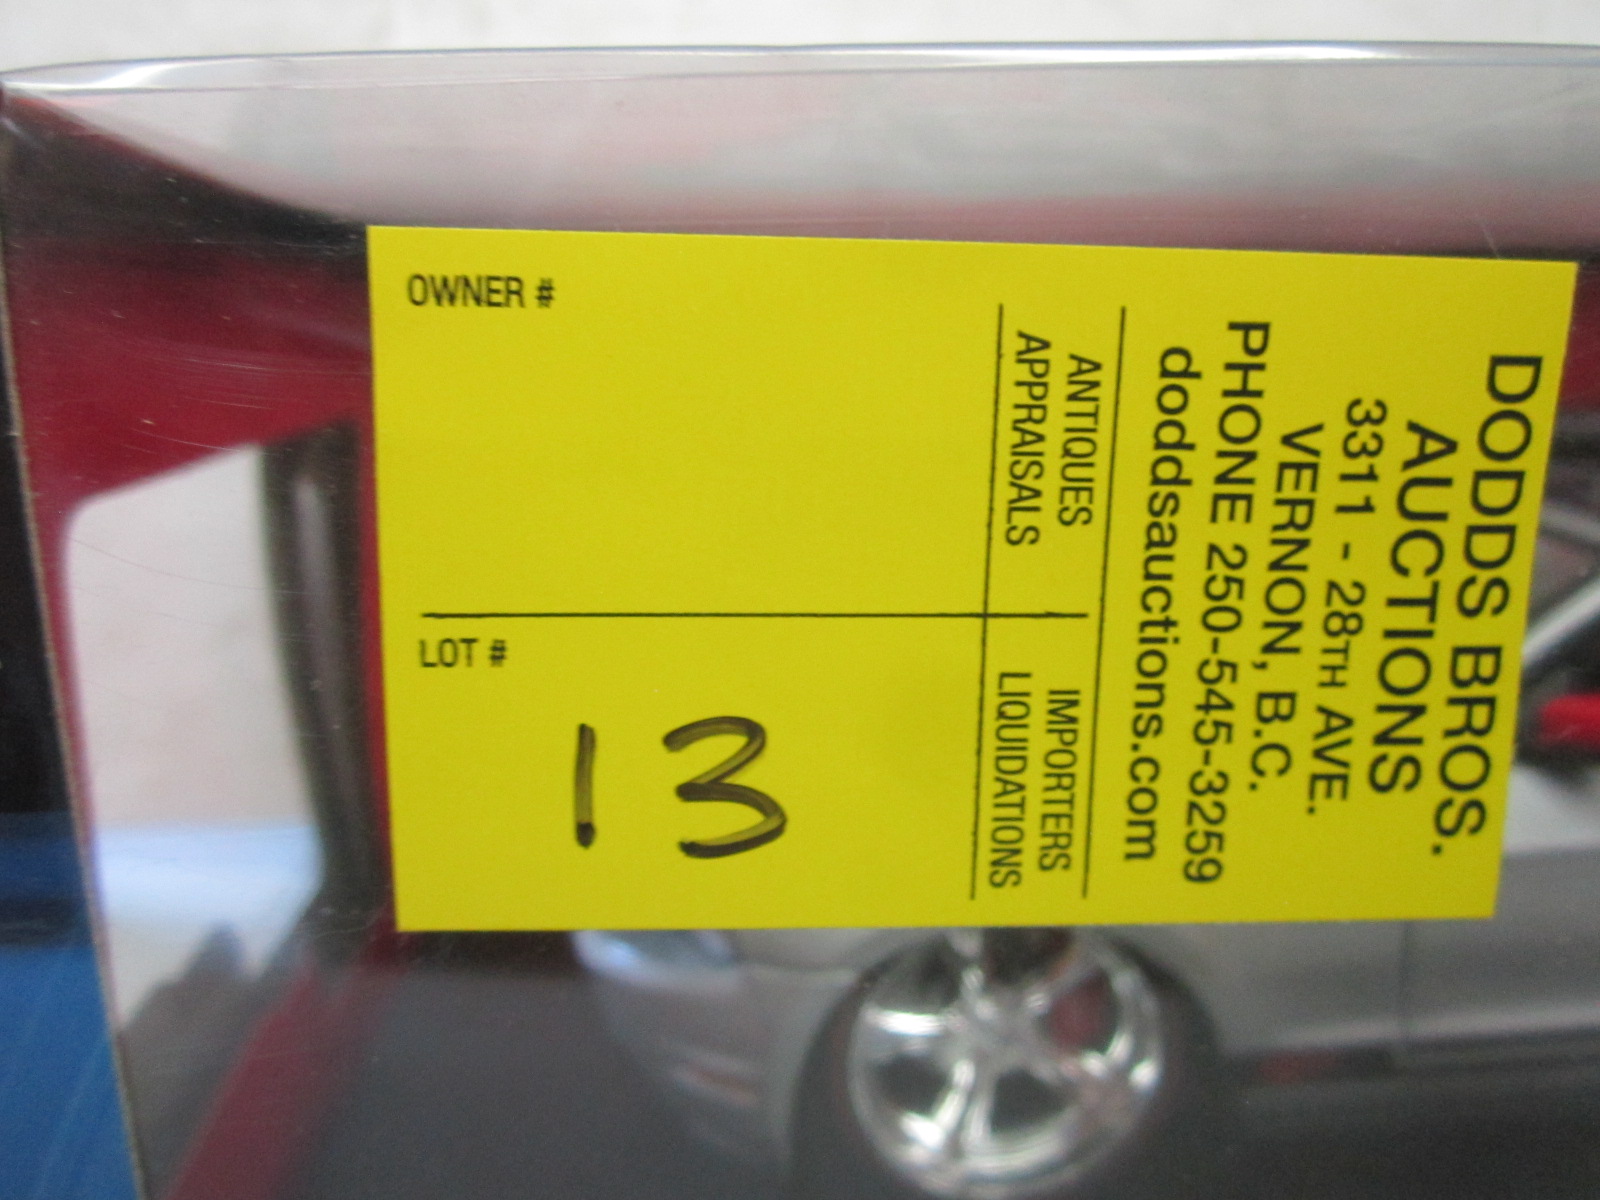 DODDS BROS.
AUCTIONS
3311 - 28TH AVE.
VERNON, B.C.
PHONE 250-545-3259
doddsauctions.com
ANTIQUES
APPRAISALS
IMPORTERS
LIQUIDATIONS
OWNER #
LOT #
13